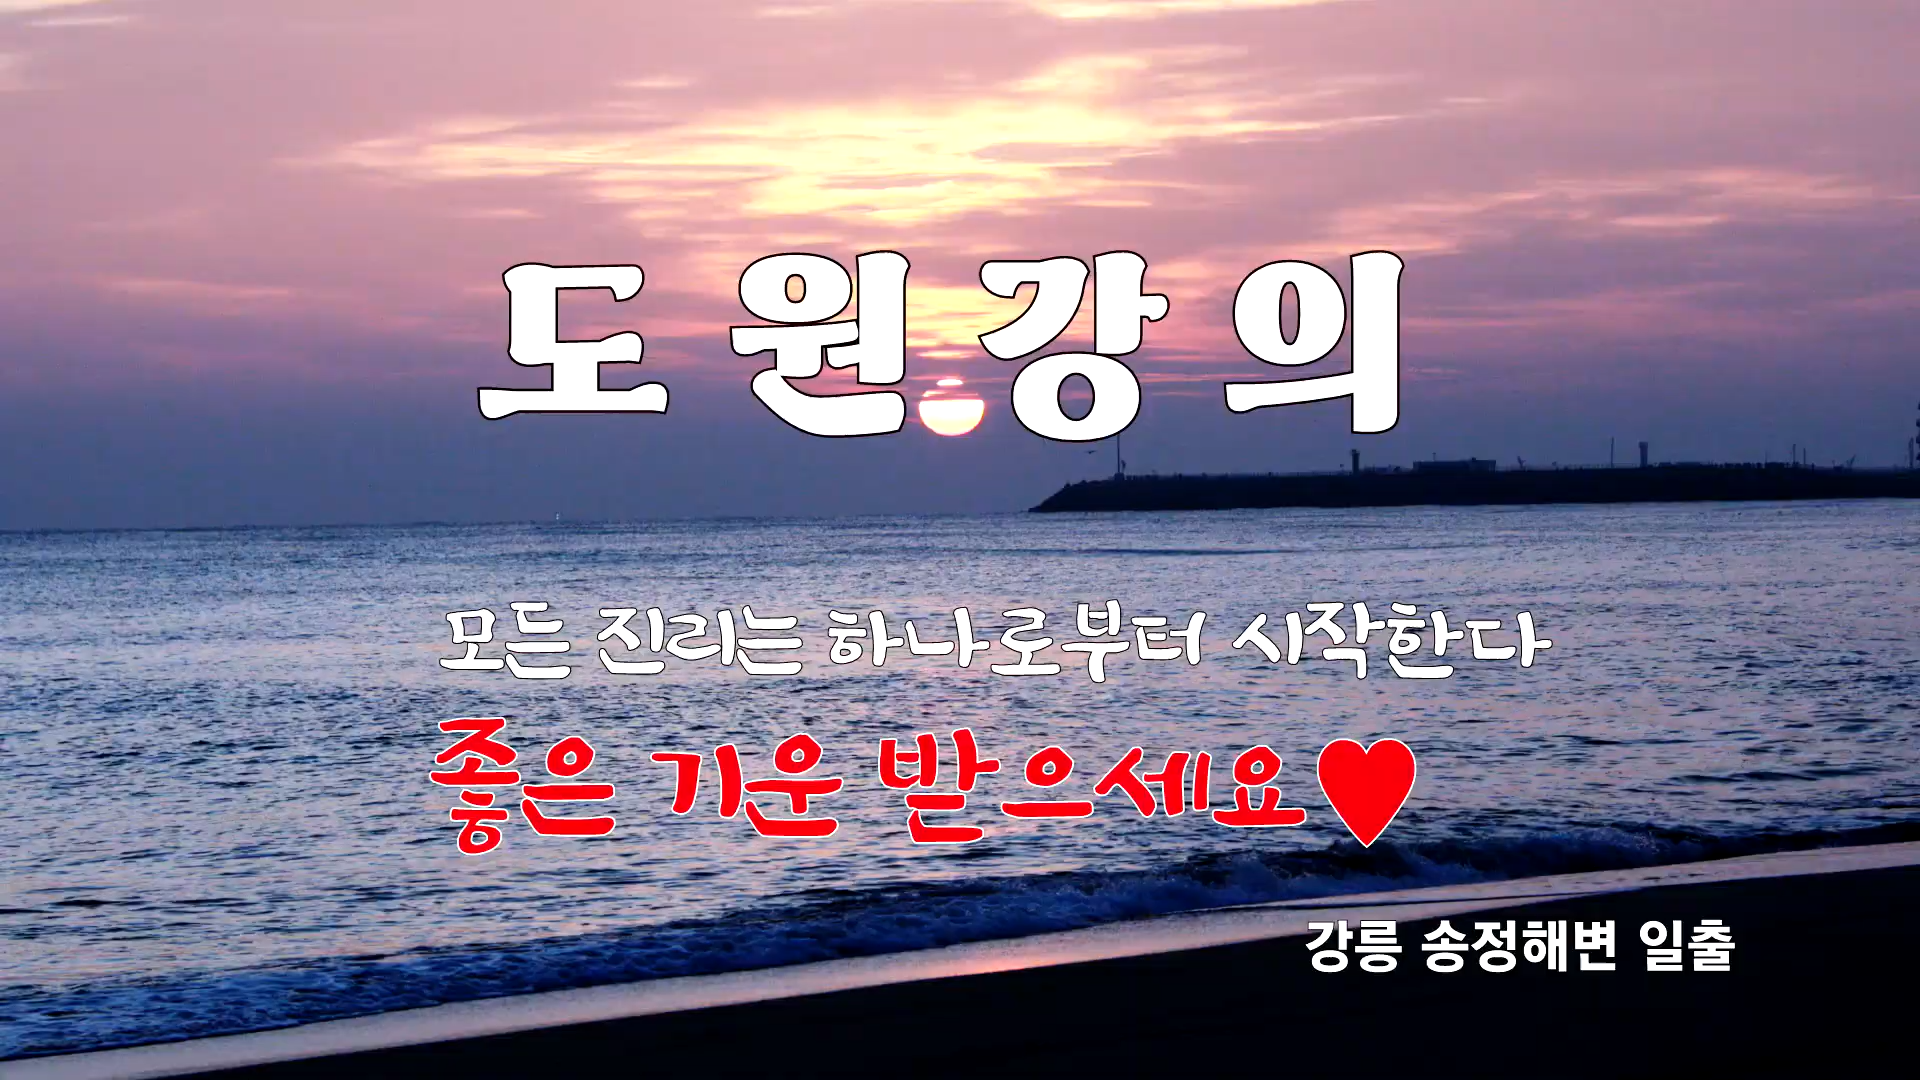 도원강의
모든 진리는 하나로부터 시작한다
좋은 기운 받으세요♥
강릉 송정해변 일출